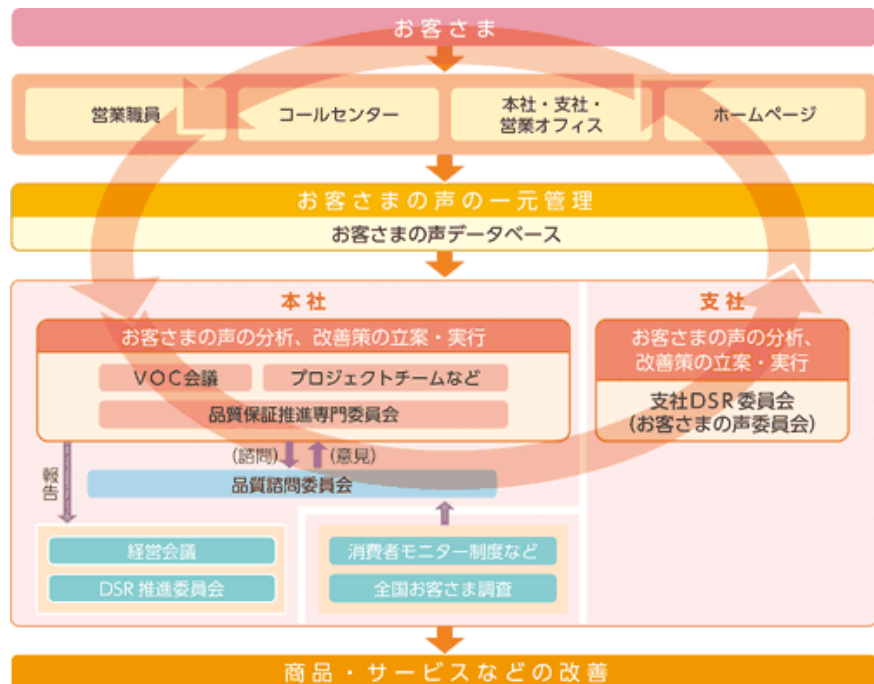 お客さま
営業職員
コールセンター
本社・支社・
営業オフィス
ホームページ
お客さまの声の一元管理
お客さまの声データベース
本社
お客さまの声の分析、改善策の立案・実行
VOC会議
プロジェクトチームなど
品質保証推進専門委員会
(諮問)
(意見)
品質諮問委員会
報告
経営会議
DSR推進委員会
消費者モニター制度など
全国お客さま調査
支社
お客さまの声の分析、
改善策の立案・実行
支社DSR委員会
(お客さまの声委員会)
商品・サービスなどの改善